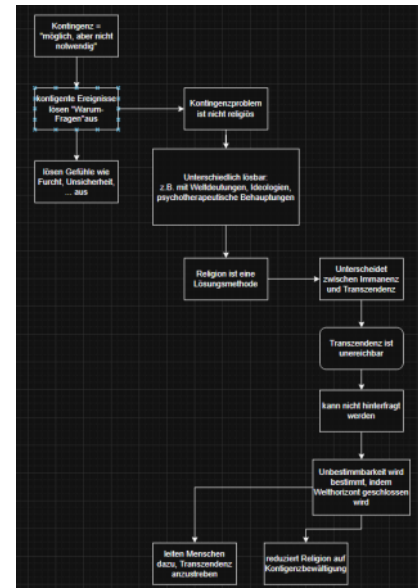 Kontingenz =
"möglich, aber nicht
notwendig"
kontigente Ereignisse
lösen "Warum-
Fragen"aus
Kontingenzproblem
ist nicht religiös
lösen Gefühle wie
Furcht, Unsicherheit,
... aus
Unterschiedlich lösbar:
z.B. mit Weltdeutungen, Ideologien,
psychotherapeutische Behauptungen
Religion ist eine
Lösungsmethode
Unterscheidet
zwischen Immanenz
und Transzendenz
Transzendenz ist
unereichbar
kann nicht hinterfragt
werden
Unbestimmbarkeit wird
bestimmt, indem
Welthorizont geschlossen
wird
leiten Menschen
dazu, Transzendenz
anzustreben
reduziert Religion auf
Kontigenzbewältigung